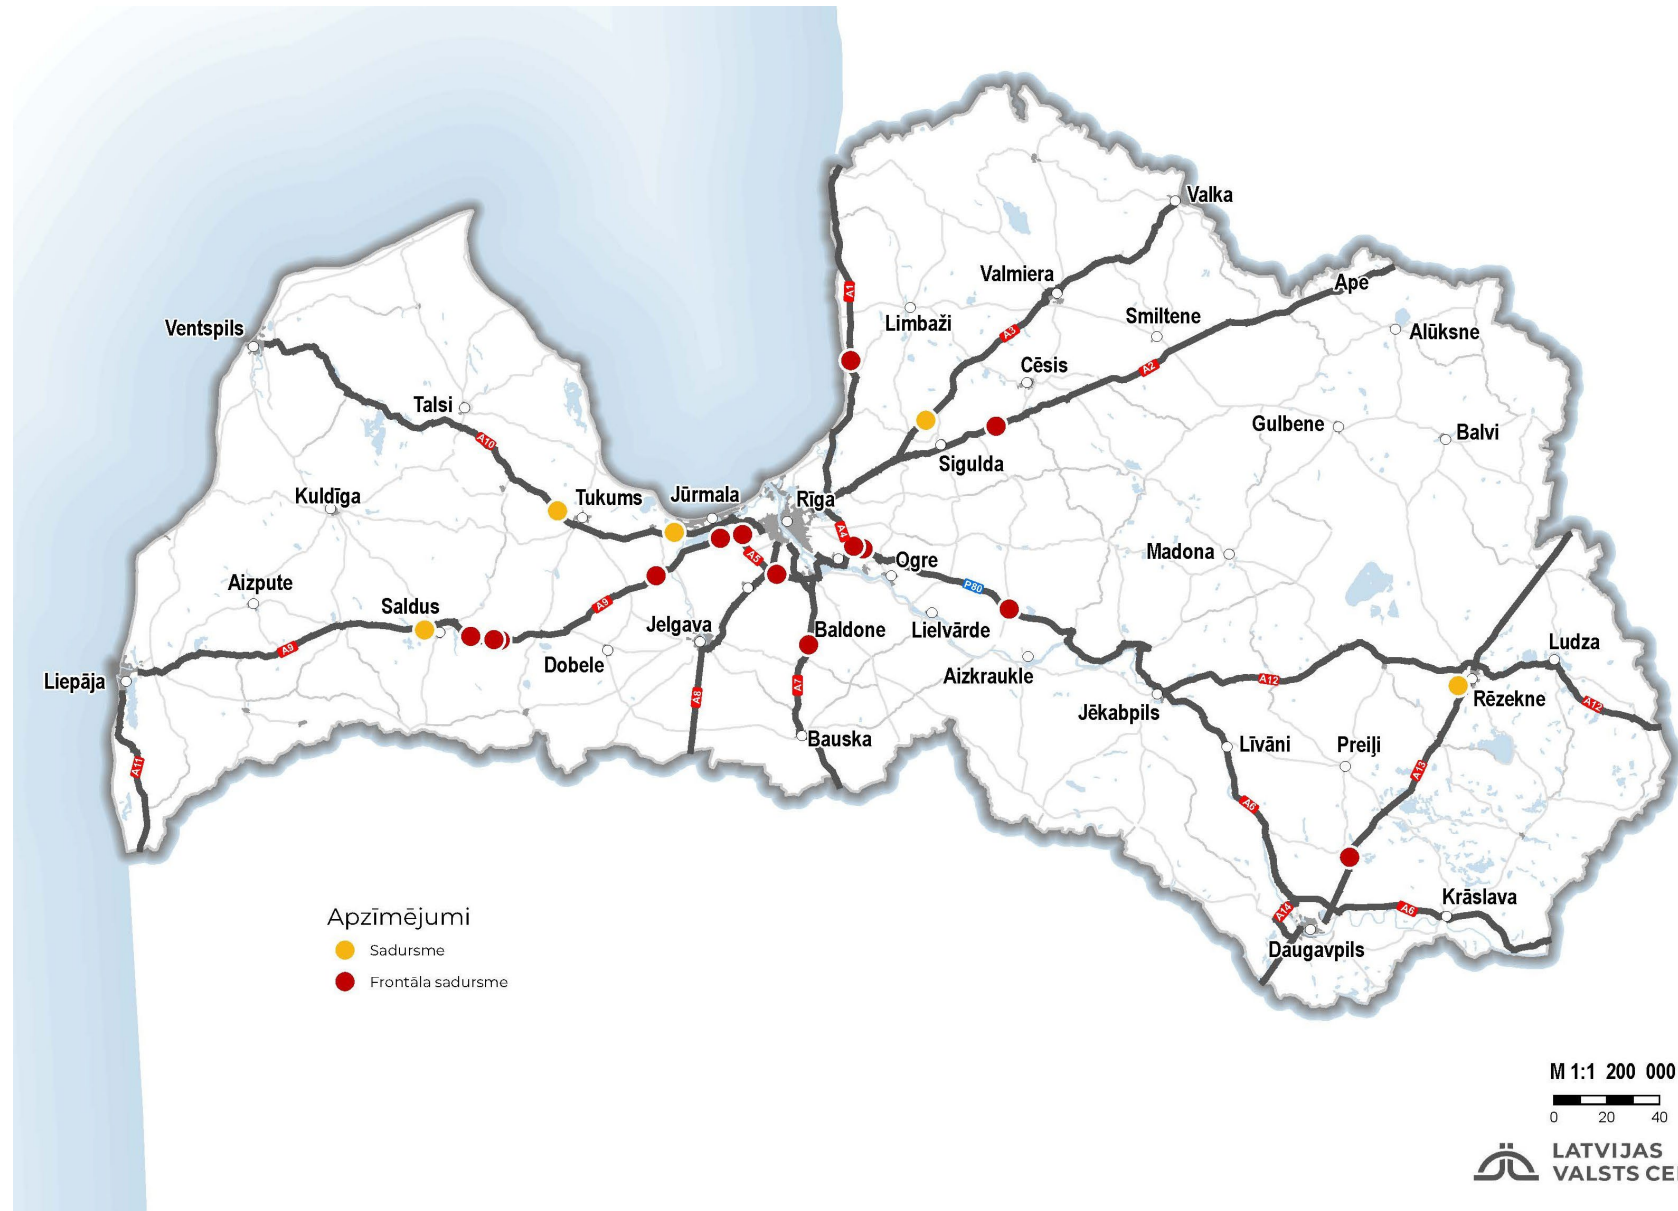 Valka
Valmiera
Ape
A1
Smiltene
Limbaži
Ventspils
Alūksne
A3
Cēsis
A2
Talsi
Gulbene
Balvi
A10
Sigulda
Kuldīga
Tukums
Jūrmala
Rīga
A4
Madona
A5
Ogre
Aizpute
P80
Saldus
A9
Jelgava
Baldone
Lielvārde
A9
Dobele
Ludza
Aizkraukle
Liepāja
A12
A8
A7
Rēzekne
A12
Jēkabpils
Bauska
Līvāni
Preiļi
A11
A13
A6
Krāslava
Apzīmējumi
A14
A6
Sadursme
Daugavpils
Frontāla sadursme
M 1:1 200 000
0 20 40
LATVIJAS
VALSTS